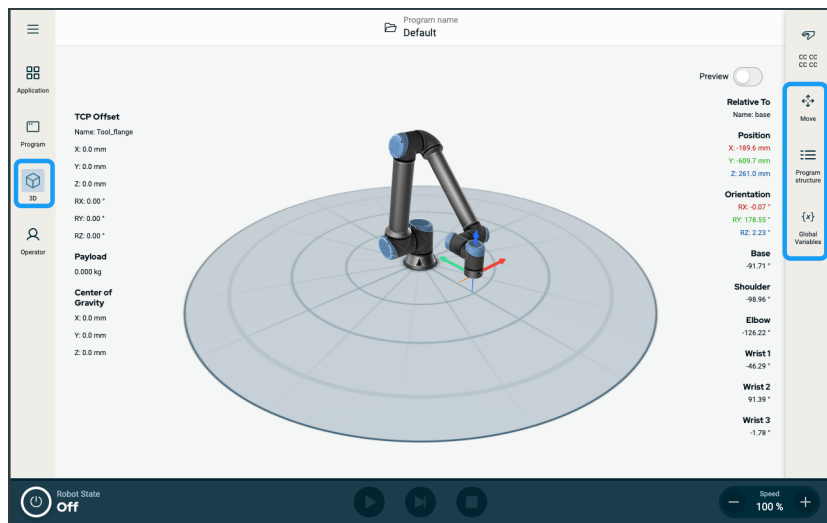 Program name
Default
Application
Program
3D
Operator
TCP Offset
Name: Tool_flange
X: 0.0 mm
Y: 0.0 mm
Z: 0.0 mm
RX: 0.00 °
RY: 0.00 °
RZ: 0.00 °
Payload
0.000 kg
Center of
Gravity
X: 0.0 mm
Y: 0.0 mm
Z: 0.0 mm
Preview
Relative To
Name: base
Position
X: -189.6 mm
Y: -609.7 mm
Z: 261.0 mm
Orientation
RX: -0.07 °
RY: 178.55 °
RZ: 2.23 °
Base
-91.71 °
Shoulder
-98.96 °
Elbow
-126.22 °
Wrist 1
-46.29 °
Wrist 2
91.39 °
Wrist 3
-1.78 °
CC CC
CC CC
Move
Program
structure
{x}
Global
Variables
Robot State
Off
Speed
100 %